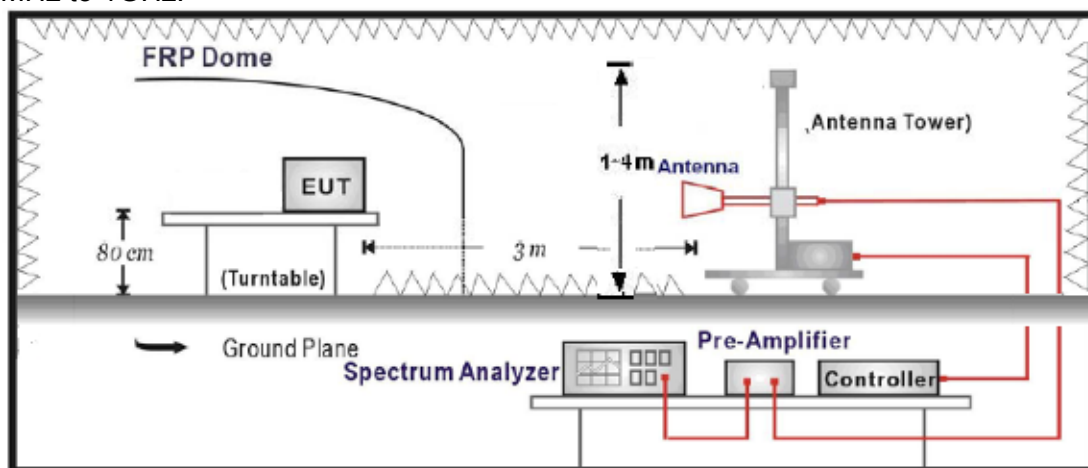 FRP Dome
1~4m
Antenna
,Antenna Tower)
EUT
80 cm
3 m
(Turntable)
Ground Plane
Spectrum Analyzer
Pre-Amplifier
Controller